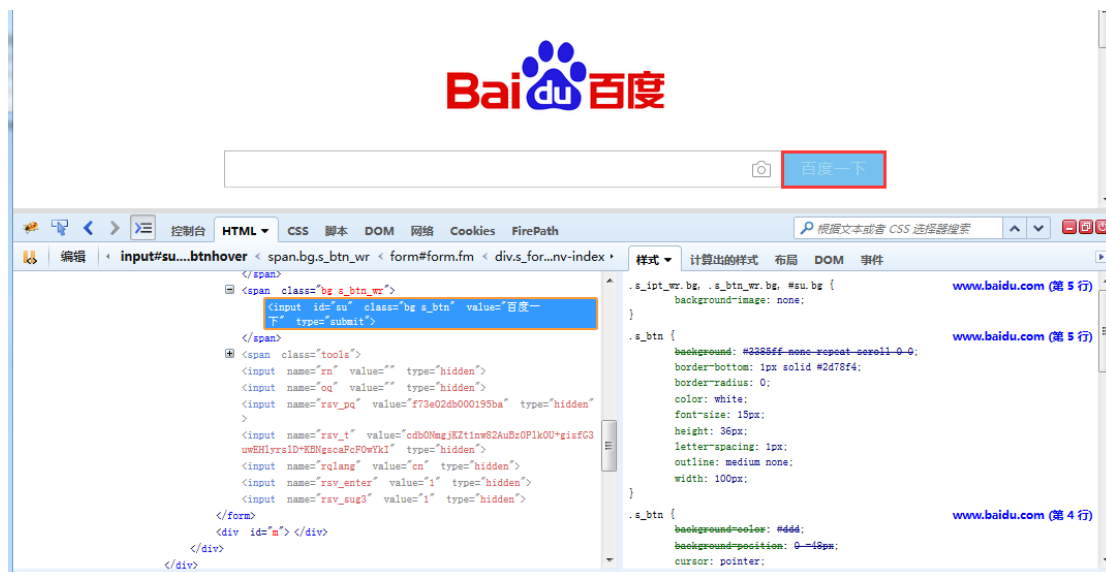 Bai du 百度
百度一下
控制台 HTML CSS 脚本 DOM 网络 Cookies FirePath
根据文本或者 CSS 选择器搜索
编辑 input#su....btnhover < span.bg.s_btn_wr < form#form.fm < div.s_for...nv-index
样式 计算出的样式 布局 DOM 事件
</span>
<span class="bg s_btn_wr">
<input id="su" class="bg s_btn" value="百度一
下" type="submit">
</span>
<span class="tools">
<input name="rn" value="" type="hidden">
<input name="oq" value="" type="hidden">
<input name="rsv_pq" value="f73e02db000195ba" type="hidden"
>
<input name="rsv_t" value=
type="hidden">
<input name="rqlang" value="cn" type="hidden">
<input name="rsv_enter" value="1" type="hidden">
<input name="rsv_sug3" value="1" type="hidden">
</form>
<div id="m"> </div>
</div>
</div>
.s_ipt_wr.bg, .s_btn_wr.bg, #su.bg { www.baidu.com (第 5 行)
background-image: none;
}
.s_btn { www.baidu.com (第 5 行)
background: #3385ff none repeat scroll 0 0;
border-bottom: 1px solid #2d78f4;
border-radius: 0;
color: white;
font-size: 15px;
height: 36px;
letter-spacing: 1px;
outline: medium none;
width: 100px;
}
.s_btn { www.baidu.com (第 4 行)
background-color: #ddd;
background-position: 0 -48px;
cursor: pointer;